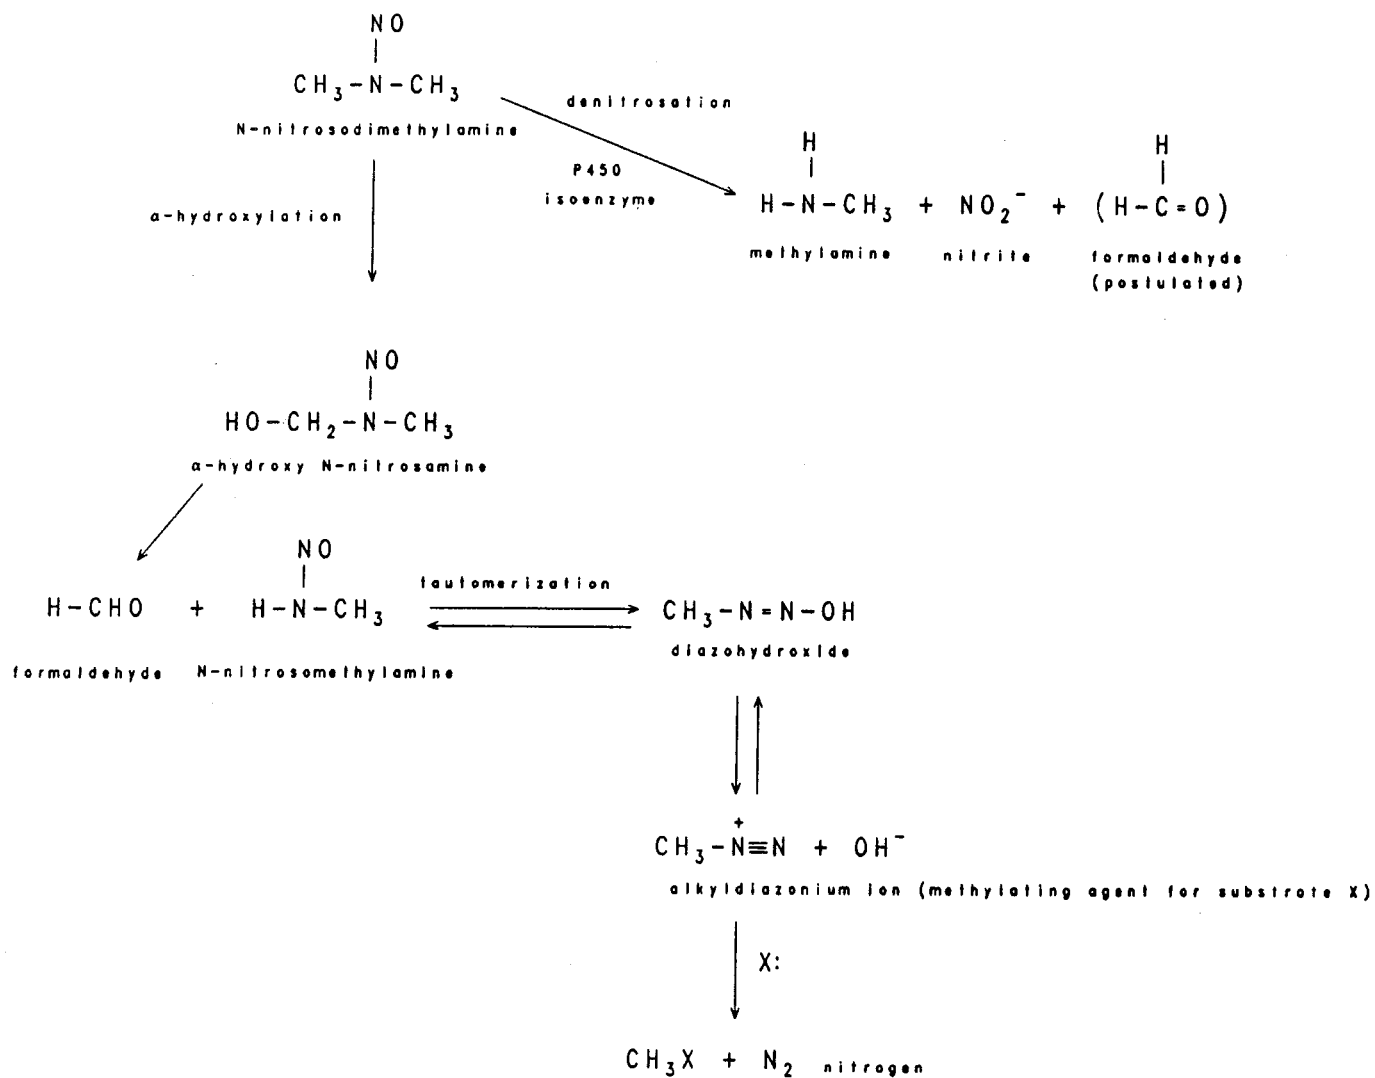 NO
CH₃-N-CH₃
N-nitrosodimethylamine
denitrosation
P450
isoenzyme
α-hydroxylation
H
H-N-CH₃ + NO₂⁻ + (H-C=O)
H
methylamine nitrite formaldehyde
(postulated)
NO
HO-CH₂-N-CH₃
α-hydroxy N-nitrosamine
NO
H-CHO + H-N-CH₃
tautomerization
CH₃-N=N-OH
diazohydroxide
formaldehyde N-nitrosomethylamine
+
CH₃-N≡N + OH⁻
alkyldiazonium ion (methylating agent for substrate X)
X:
CH₃X + N₂ nitrogen